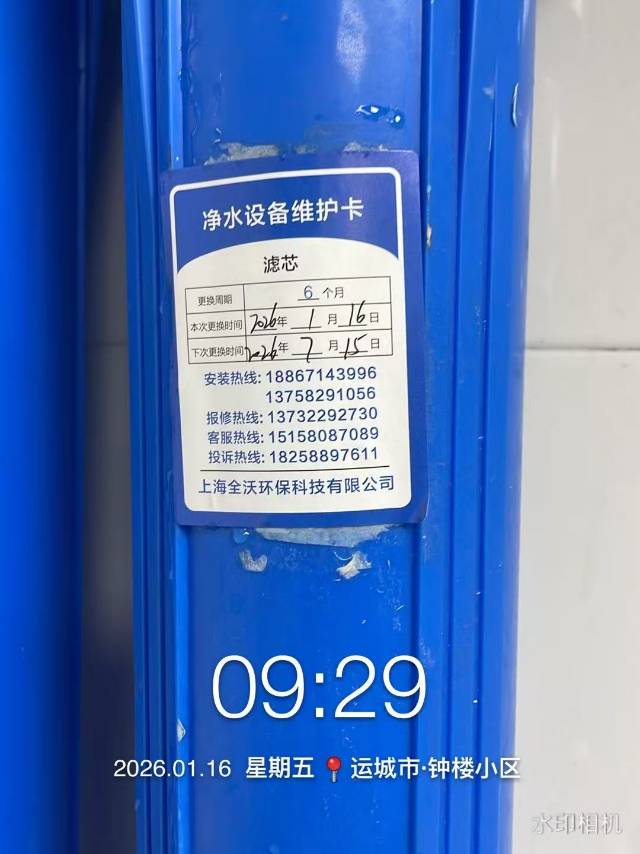 净水设备维护卡
滤芯
更换周期 6 个月
本次更换时间 2026年 1 月 16 日
下次更换时间 2026年 7 月 15 日
安装热线: 18867143996
13758291056
报修热线: 13732292730
客服热线: 15158087089
投诉热线: 18258897611
上海全沃环保科技有限公司
09:29
2026.01.16 星期五 运城市·钟楼小区
水印相机